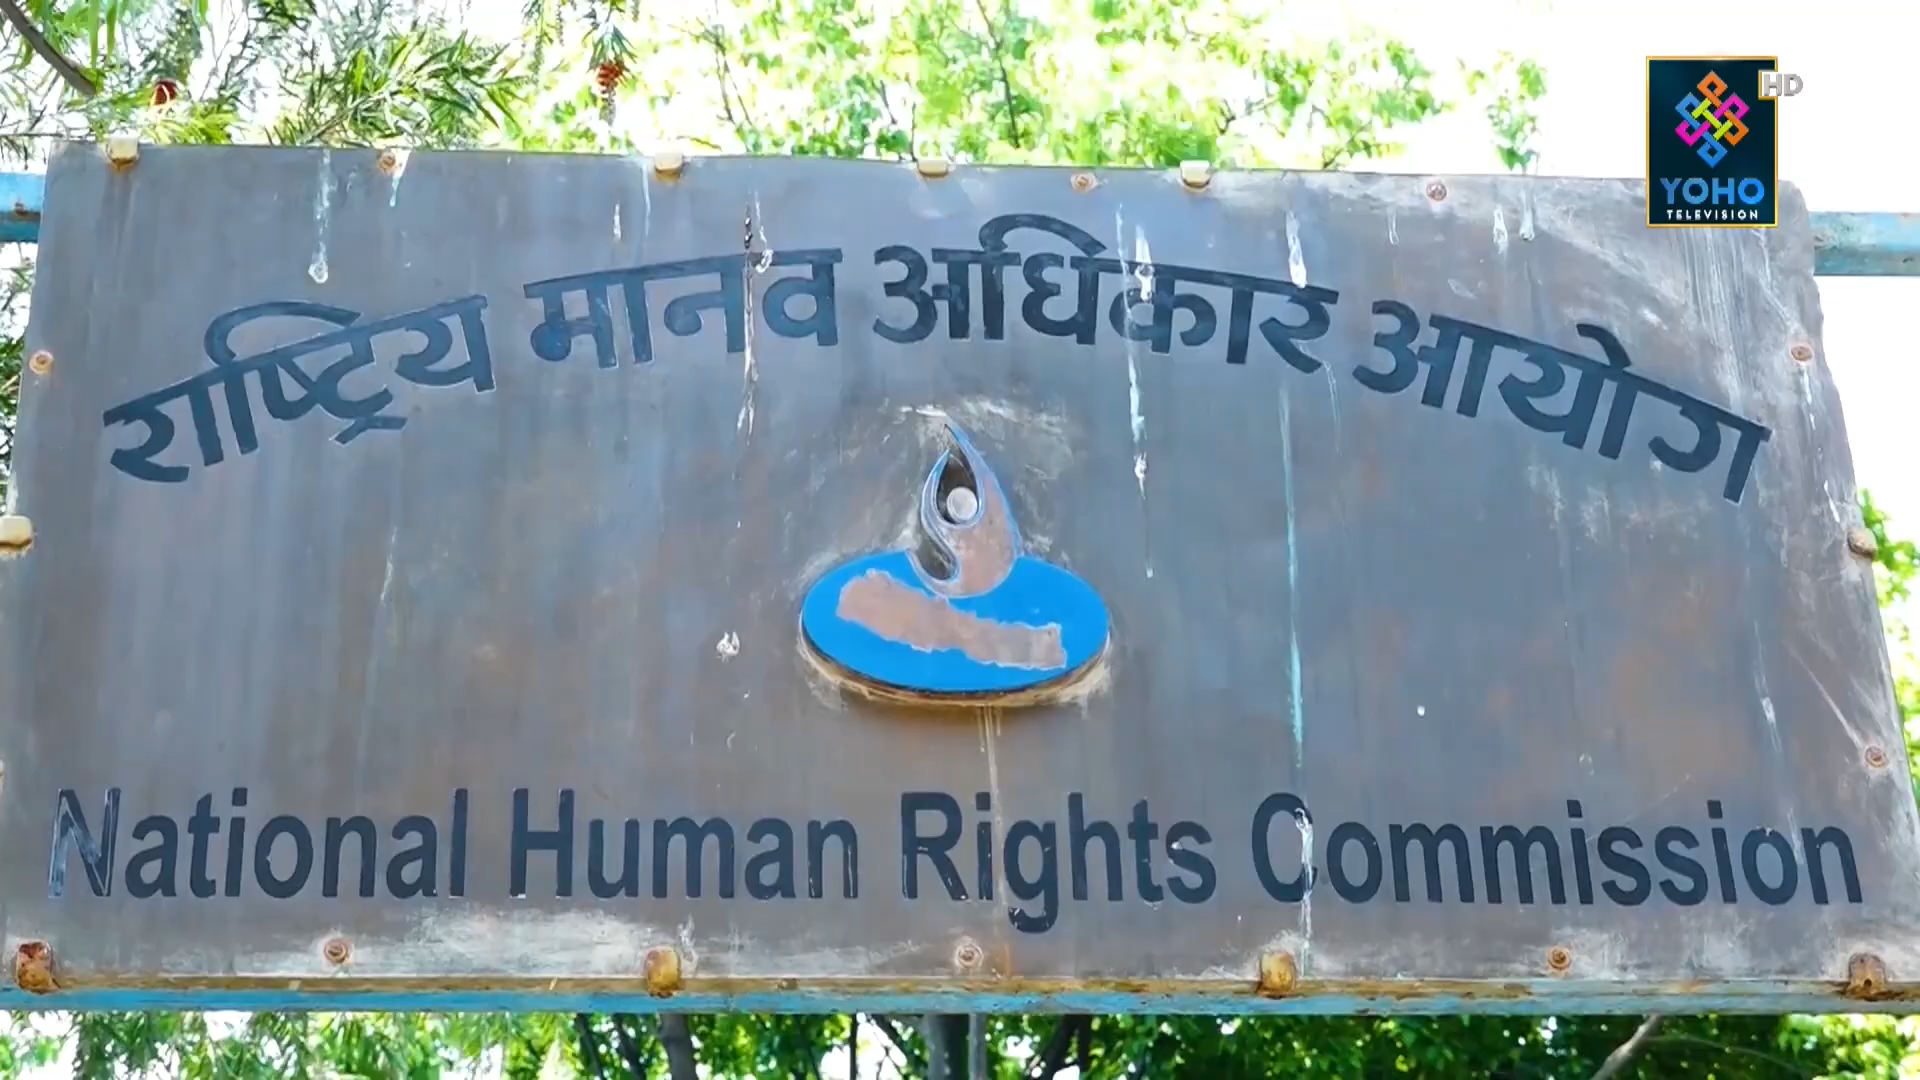 HD
YOHO
TELEVISION
राष्ट्रिय मानव अधिकार आयोग
National Human Rights Commission